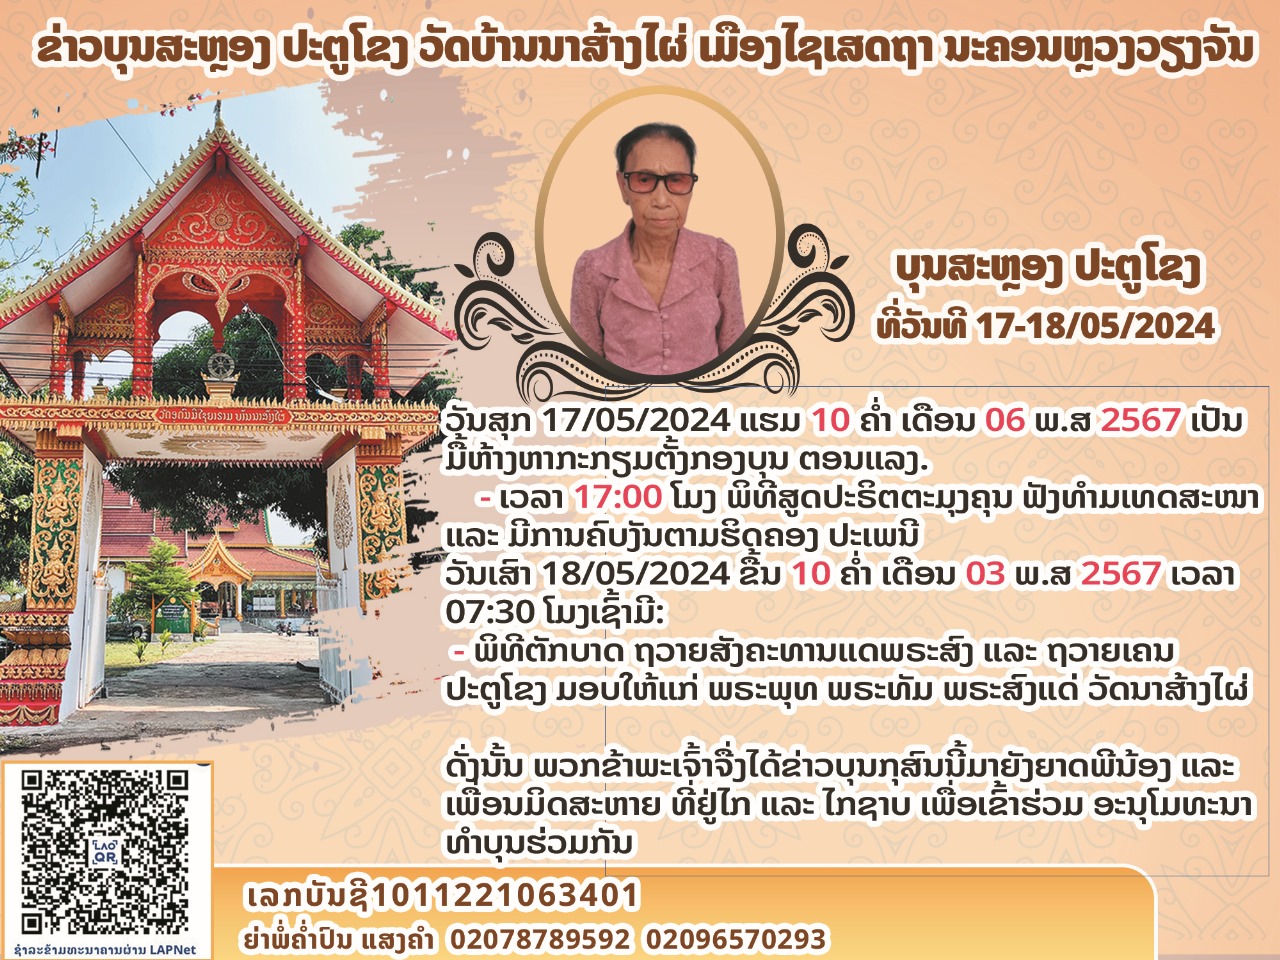 ຂ່າວບຸນສະຫຼອງ ປະຕູໂຂງ ວັດບ້ານນາສ້າງໄຜ່ ເມືອງໄຊເສດຖາ ນະຄອນຫຼວງວຽງຈັນ
ບຸນສະຫຼອງ ປະຕູໂຂງ
ທີ່ວັນທີ 17-18/05/2024
ວັນສຸກ 17/05/2024 ແຮມ 10 ຄ່ຳ ເດືອນ 06 ພ.ສ 2567 ເປັນ
ມື້ຫ້າງຫາກະກຽມຕັ້ງກອງບຸນ ຕອນແລງ.
- ເວລາ 17:00 ໂມງ ພິທີສູດປະຣິຕຕະມຸງຄຸນ ຟັງທຳມເທດສະໜາ
ແລະ ມີການຄົບງັນຕາມຮິດຄອງ ປະເພນີ
ວັນເສົາ 18/05/2024 ຂຶ້ນ 10 ຄ່ຳ ເດືອນ 03 ພ.ສ 2567 ເວລາ
07:30 ໂມງເຊົ້າມີ:
- ພິທີຕັກບາດ ຖວາຍສັງຄະທານແດພຣະສົງ ແລະ ຖວາຍເຄນ
ປະຕູໂຂງ ມອບໃຫ້ແກ່ ພຣະພຸທ ພຣະທັມ ພຣະສົງແດ່ ວັດນາສ້າງໄຜ່
ດັ່ງນັ້ນ ພວກຂ້າພະເຈົ້າຈື່ງໄດ້ຂ່າວບຸນກຸສົນນີ້ມາຍັງຍາດພີນ້ອງ ແລະ
ເພື່ອນມິດສະຫາຍ ທີ່ຢູ່ໄກ ແລະ ໄກຊາບ ເພື່ອເຂົ້າຮ່ວມ ອະນຸໂມທະນາ
ທຳບຸນຮ່ວມກັນ
LAO
QR
ຊຳລະຂ້າມທະນາຄານຜ່ານ LAPNet
ເລກບັນຊີ1011221063401
ຍ່າພໍ່ຄ່ຳປົນ ແສງຄຳ 02078789592 02096570293